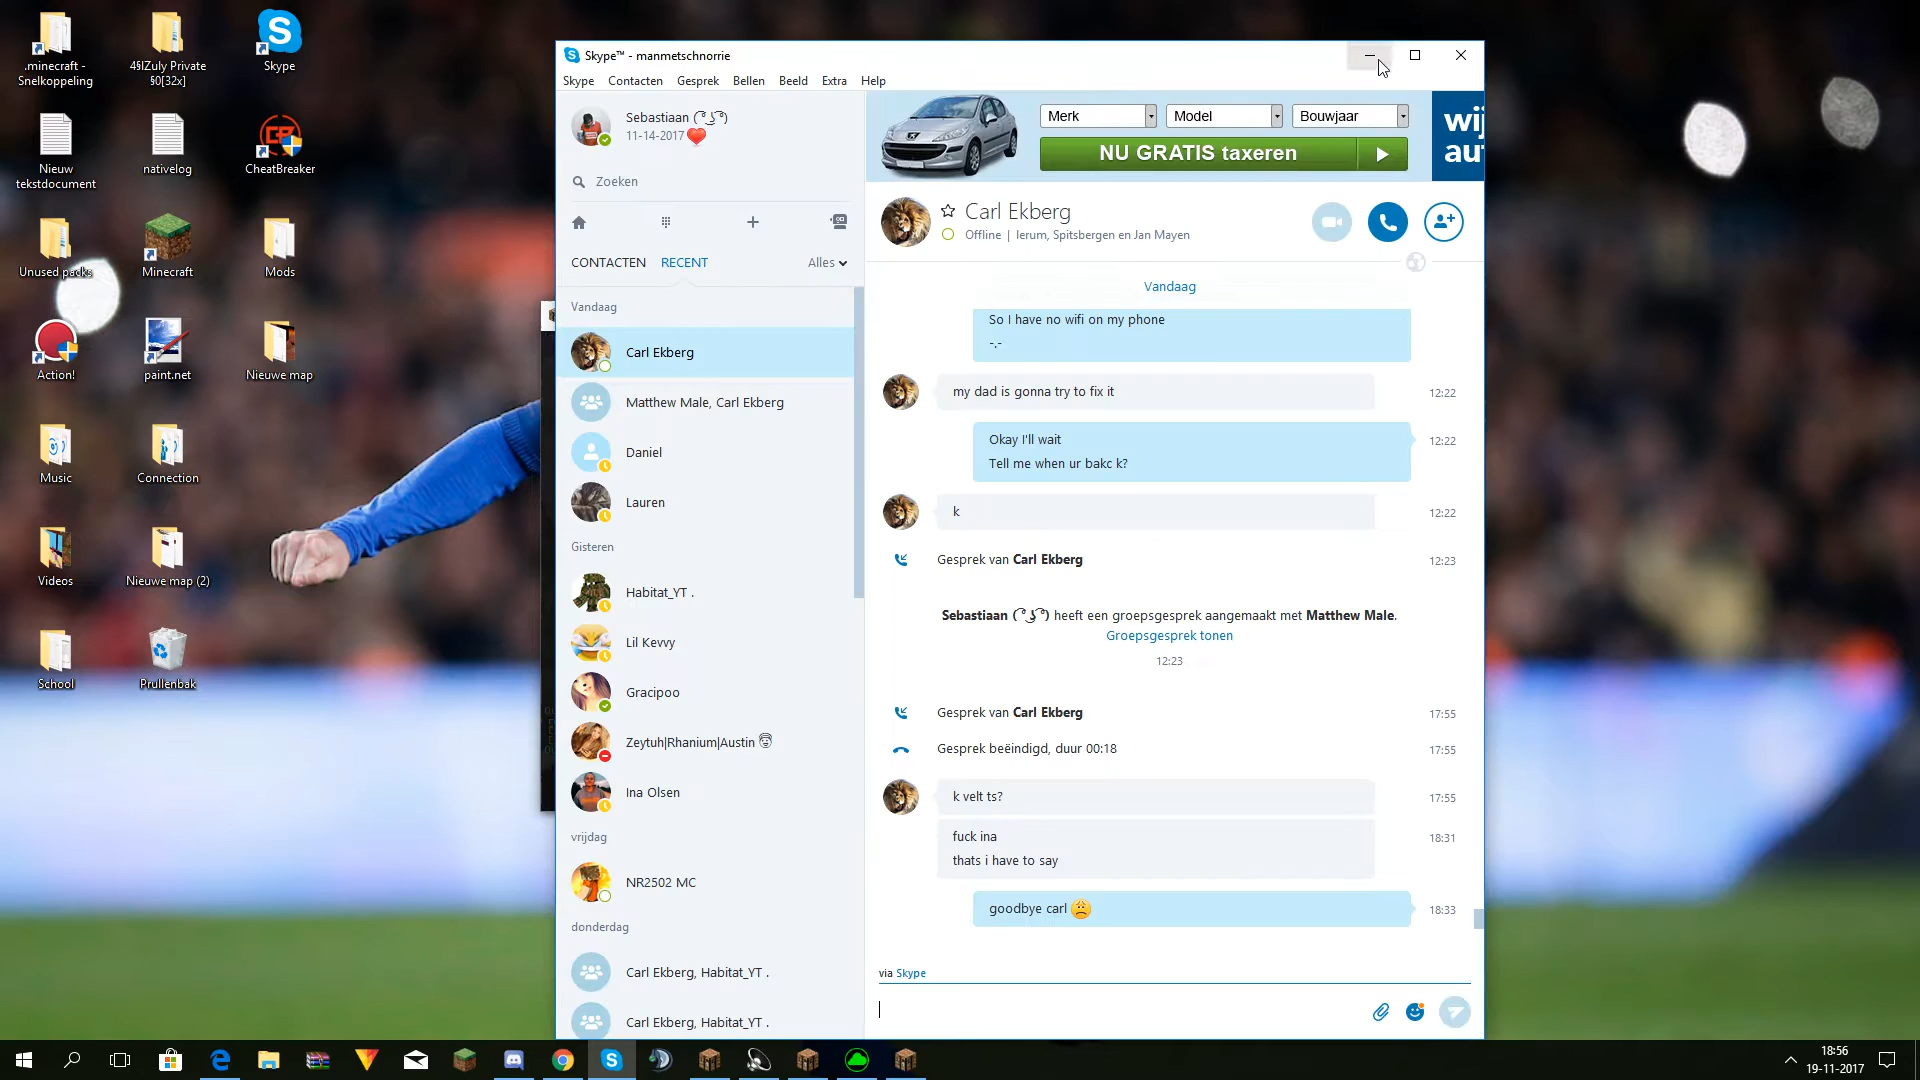 .minecraft -
Snelkoppeling
4§lZuly Private
§0[32x]
Skype
Nieuw
tekstdocument
nativelog
CheatBreaker
Unused packs
Minecraft
Mods
Action!
paint.net
Nieuwe map
Music
Connection
Videos
Nieuwe map (2)
School
Prullenbak
Skype™ - manmetschnorrie
Skype Contacten Gesprek Bellen Beeld Extra Help
Sebastiaan ( ͡° ͜ʖ ͡°)
11-14-2017 ❤
Zoeken
CONTACTEN RECENT Alles
Vandaag
Carl Ekberg
Matthew Male, Carl Ekberg
Daniel
Lauren
Gisteren
Habitat_YT .
Lil Kevvy
Gracipoo
Zeytuh|Rhanium|Austin
Ina Olsen
vrijdag
NR2502 MC
donderdag
Carl Ekberg, Habitat_YT .
Carl Ekberg, Habitat_YT .
Merk Model Bouwjaar
NU GRATIS taxeren
Carl Ekberg
Offline | lerum, Spitsbergen en Jan Mayen
Vandaag
So I have no wifi on my phone
-.-
my dad is gonna try to fix it 12:22
Okay I'll wait 12:22
Tell me when ur bakc k?
k 12:22
Gesprek van Carl Ekberg 12:23
Sebastiaan ( ͡° ͜ʖ ͡°) heeft een groepsgesprek aangemaakt met Matthew Male.
Groepsgesprek tonen
12:23
Gesprek van Carl Ekberg 17:55
Gesprek beëindigd, duur 00:18 17:55
k velt ts? 17:55
fuck ina 18:31
thats i have to say
goodbye carl 18:33
via Skype
18:56
19-11-2017